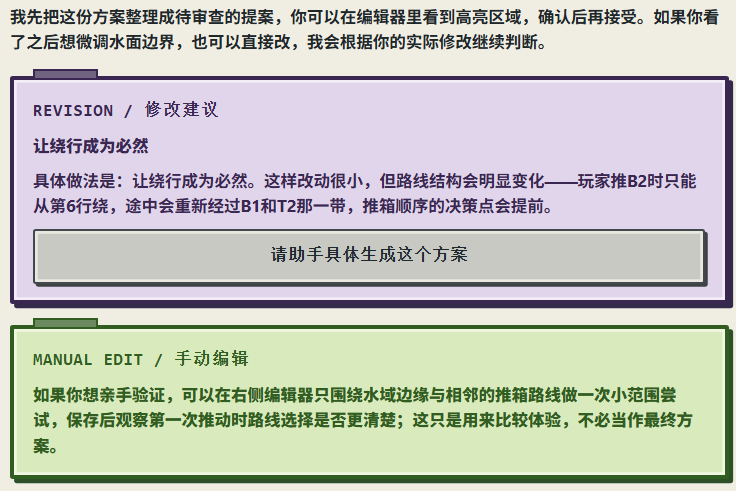 我先把这份方案整理成待审查的提案，你可以在编辑器里看到高亮区域，确认后再接受。如果你看
了之后想微调水面边界，也可以直接改，我会根据你的实际修改继续判断。
REVISION / 修改建议
让绕行成为必然
具体做法是：让绕行成为必然。这样改动很小，但路线结构会明显变化——玩家推B2时只能
从第6行绕，途中会重新经过B1和T2那一带，推箱顺序的决策点会提前。
请助手具体生成这个方案
MANUAL EDIT / 手动编辑
如果你想亲手验证，可以在右侧编辑器只围绕水域边缘与相邻的推箱路线做一次小范围尝
试，保存后观察第一次推动时路线选择是否更清楚；这只是用来比较体验，不必当作最终方
案。